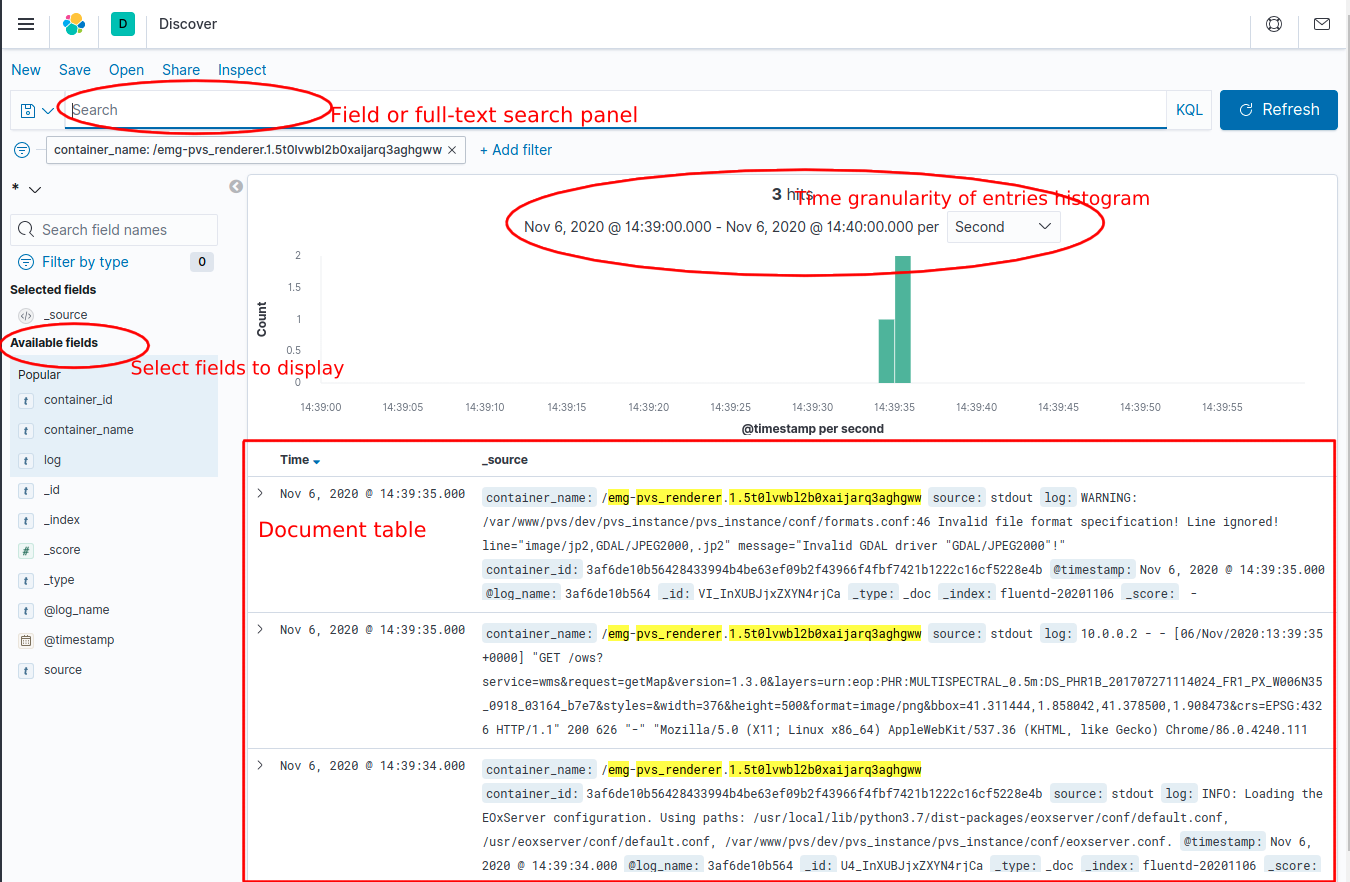 D
Discover
New Save Open Share Inspect
Search
Field or full-text search panel
KQL
Refresh
container_name: /emg-pvs_renderer.1.5t0lvwbl2b0xaijarq3aghgww ×
+ Add filter
*
Search field names
Filter by type 0
Selected fields
_source
Available fields
Select fields to display
Popular
t container_id
t container_name
t log
t _id
t _index
# _score
t _type
t @log_name
@timestamp
t source
3 hits
Time granularity of entries histogram
Nov 6, 2020 @ 14:39:00.000 - Nov 6, 2020 @ 14:40:00.000 per Second
2
1.5
1
0.5
0
Count
14:39:00 14:39:05 14:39:10 14:39:15 14:39:20 14:39:25 14:39:30 14:39:35 14:39:40 14:39:45 14:39:50 14:39:55
@timestamp per second
Time _source
Document table
Nov 6, 2020 @ 14:39:35.000
container_name: /emg-pvs_renderer.1.5t0lvwbl2b0xaijarq3aghgww source: stdout log: WARNING:
/var/www/pvs/dev/pvs_instance/pvs_instance/conf/formats.conf:46 Invalid file format specification! Line ignored!
line="image/jp2,GDAL/JPEG2000,.jp2" message="Invalid GDAL driver "GDAL/JPEG2000"!"
container_id: 3af6de10b56428433994b4be63ef09b2f43966f4fbf7421b1222c16cf5228e4b @timestamp: Nov 6, 2020 @ 14:39:35.000
@log_name: 3af6de10b564 _id: VI_InXUBJjxZXYN4rjCa _type: _doc _index: fluentd-20201106 _score: -
Nov 6, 2020 @ 14:39:35.000
container_name: /emg-pvs_renderer.1.5t0lvwbl2b0xaijarq3aghgww source: stdout log: 10.0.0.2 - - [06/Nov/2020:13:39:35
+0000] "GET /ows?
service=wms&request=getMap&version=1.3.0&layers=urn:eop:PHR:MULTISPECTRAL_0.5m:DS_PHR1B_201707271114024_FR1_PX_W006N35
_0918_03164_b7e7&styles=&width=376&height=500&format=image/png&bbox=41.311444,1.858042,41.378500,1.908473&crs=EPSG:432
6 HTTP/1.1" 200 626 "-" "Mozilla/5.0 (X11; Linux x86_64) AppleWebKit/537.36 (KHTML, like Gecko) Chrome/86.0.4240.111
Nov 6, 2020 @ 14:39:34.000
container_name: /emg-pvs_renderer.1.5t0lvwbl2b0xaijarq3aghgww
container_id: 3af6de10b56428433994b4be63ef09b2f43966f4fbf7421b1222c16cf5228e4b source: stdout log: INFO: Loading the
EOxServer configuration. Using paths: /usr/local/lib/python3.7/dist-packages/eoxserver/conf/default.conf,
/usr/eoxserver/conf/default.conf, /var/www/pvs/dev/pvs_instance/pvs_instance/conf/eoxserver.conf. @timestamp: Nov 6,
2020 @ 14:39:34.000 @log_name: 3af6de10b564 _id: U4_InXUBJjxZXYN4rjCa _type: _doc _index: fluentd-20201106 _score: